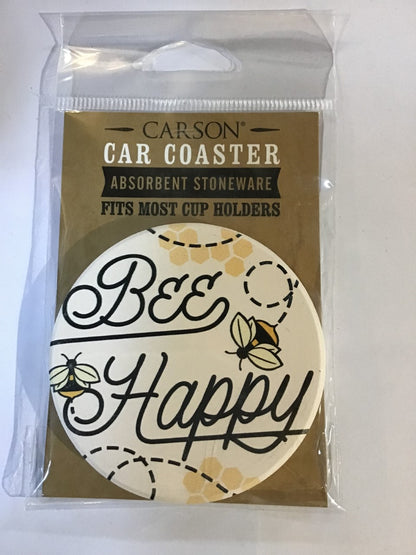 CARSON®
CAR COASTER
ABSORBENT STONEWARE
FITS MOST CUP HOLDERS
BEE
Happy